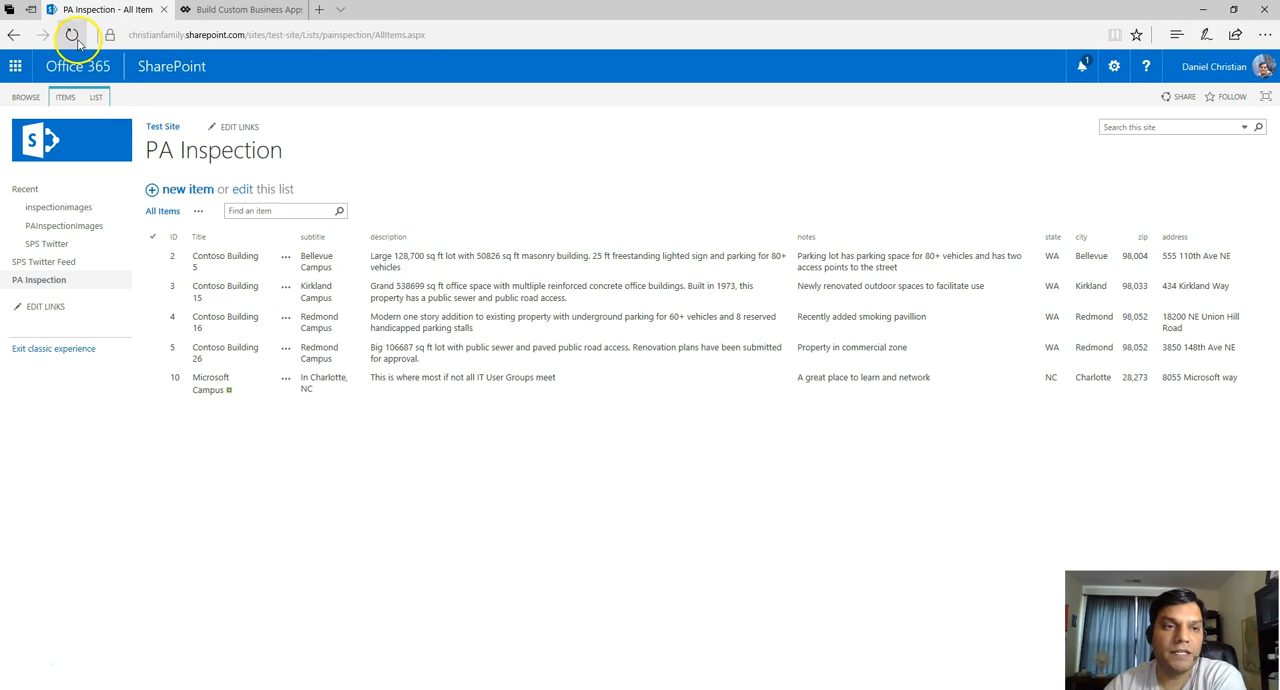 PA Inspection - All Item
Build Custom Business Apps
christianfamily.sharepoint.com/sites/test-site/Lists/painspection/AllItems.aspx
Office 365
SharePoint
1
?
Daniel Christian
BROWSE
ITEMS
LIST
SHARE
FOLLOW
S
Test Site
EDIT LINKS
Search this site
PA Inspection
Recent
inspectionimages
PAInspectionImages
SPS Twitter
SPS Twitter Feed
PA Inspection
EDIT LINKS
Exit classic experience
new item or edit this list
All Items
...
Find an item
ID Title subtitle description notes state city zip address
2 Contoso Building ... Bellevue Large 128,700 sq ft lot with 50826 sq ft masonry building. 25 ft freestanding lighted sign and parking for 80+ Parking lot has parking space for 80+ vehicles and has two WA Bellevue 98,004 555 110th Ave NE
5 Campus vehicles access points to the street
3 Contoso Building ... Kirkland Grand 538699 sq ft office space with multiple reinforced concrete office buildings. Built in 1973, this Newly renovated outdoor spaces to facilitate use WA Kirkland 98,033 434 Kirkland Way
15 Campus property has a public sewer and public road access.
4 Contoso Building ... Redmond Modern one story addition to existing property with underground parking for 60+ vehicles and 8 reserved Recently added smoking pavillion WA Redmond 98,052 18200 NE Union Hill
16 Campus handicapped parking stalls Road
5 Contoso Building ... Redmond Big 106687 sq ft lot with public sewer and paved public road access. Renovation plans have been submitted Property in commercial zone WA Redmond 98,052 3850 148th Ave NE
26 Campus for approval.
10 Microsoft ... In Charlotte, This is where most if not all IT User Groups meet A great place to learn and network NC Charlotte 28,273 8055 Microsoft way
Campus NC